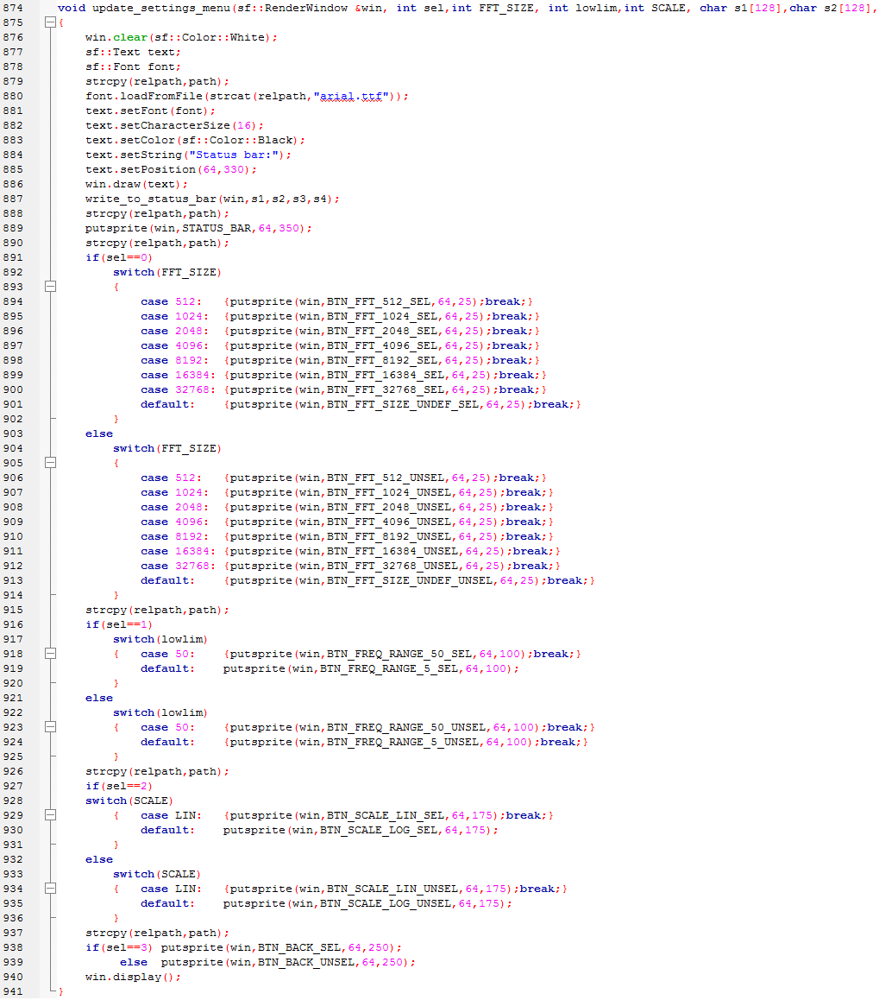 874 void update_settings_menu(sf::RenderWindow &win, int sel,int FFT_SIZE, int lowlim,int SCALE, char s1[128],char s2[128],
875 {
876 win.clear(sf::Color::White);
877 sf::Text text;
878 sf::Font font;
879 strcpy(relpath,path);
880 font.loadFromFile(strcat(relpath,"arial.ttf"));
881 text.setFont(font);
882 text.setCharacterSize(16);
883 text.setColor(sf::Color::Black);
884 text.setString("Status bar:");
885 text.setPosition(64,330);
886 win.draw(text);
887 write_to_status_bar(win,s1,s2,s3,s4);
888 strcpy(relpath,path);
889 putsprite(win,STATUS_BAR,64,350);
890 strcpy(relpath,path);
891 if(sel==0)
892 switch(FFT_SIZE)
893 {
894 case 512: {putsprite(win,BTN_FFT_512_SEL,64,25);break;}
895 case 1024: {putsprite(win,BTN_FFT_1024_SEL,64,25);break;}
896 case 2048: {putsprite(win,BTN_FFT_2048_SEL,64,25);break;}
897 case 4096: {putsprite(win,BTN_FFT_4096_SEL,64,25);break;}
898 case 8192: {putsprite(win,BTN_FFT_8192_SEL,64,25);break;}
899 case 16384: {putsprite(win,BTN_FFT_16384_SEL,64,25);break;}
900 case 32768: {putsprite(win,BTN_FFT_32768_SEL,64,25);break;}
901 default: {putsprite(win,BTN_FFT_SIZE_UNDEF_SEL,64,25);break;}
902 }
903 else
904 switch(FFT_SIZE)
905 {
906 case 512: {putsprite(win,BTN_FFT_512_UNSEL,64,25);break;}
907 case 1024: {putsprite(win,BTN_FFT_1024_UNSEL,64,25);break;}
908 case 2048: {putsprite(win,BTN_FFT_2048_UNSEL,64,25);break;}
909 case 4096: {putsprite(win,BTN_FFT_4096_UNSEL,64,25);break;}
910 case 8192: {putsprite(win,BTN_FFT_8192_UNSEL,64,25);break;}
911 case 16384: {putsprite(win,BTN_FFT_16384_UNSEL,64,25);break;}
912 case 32768: {putsprite(win,BTN_FFT_32768_UNSEL,64,25);break;}
913 default: {putsprite(win,BTN_FFT_SIZE_UNDEF_UNSEL,64,25);break;}
914 }
915 strcpy(relpath,path);
916 if(sel==1)
917 switch(lowlim)
918 { case 50: {putsprite(win,BTN_FREQ_RANGE_50_SEL,64,100);break;}
919 default: putsprite(win,BTN_FREQ_RANGE_5_SEL,64,100);
920 }
921 else
922 switch(lowlim)
923 { case 50: {putsprite(win,BTN_FREQ_RANGE_50_UNSEL,64,100);break;}
924 default: {putsprite(win,BTN_FREQ_RANGE_5_UNSEL,64,100);break;}
925 }
926 strcpy(relpath,path);
927 if(sel==2)
928 switch(SCALE)
929 { case LIN: {putsprite(win,BTN_SCALE_LIN_SEL,64,175);break;}
930 default: putsprite(win,BTN_SCALE_LOG_SEL,64,175);
931 }
932 else
933 switch(SCALE)
934 { case LIN: {putsprite(win,BTN_SCALE_LIN_UNSEL,64,175);break;}
935 default: putsprite(win,BTN_SCALE_LOG_UNSEL,64,175);
936 }
937 strcpy(relpath,path);
938 if(sel==3) putsprite(win,BTN_BACK_SEL,64,250);
939 else putsprite(win,BTN_BACK_UNSEL,64,250);
940 win.display();
941 }